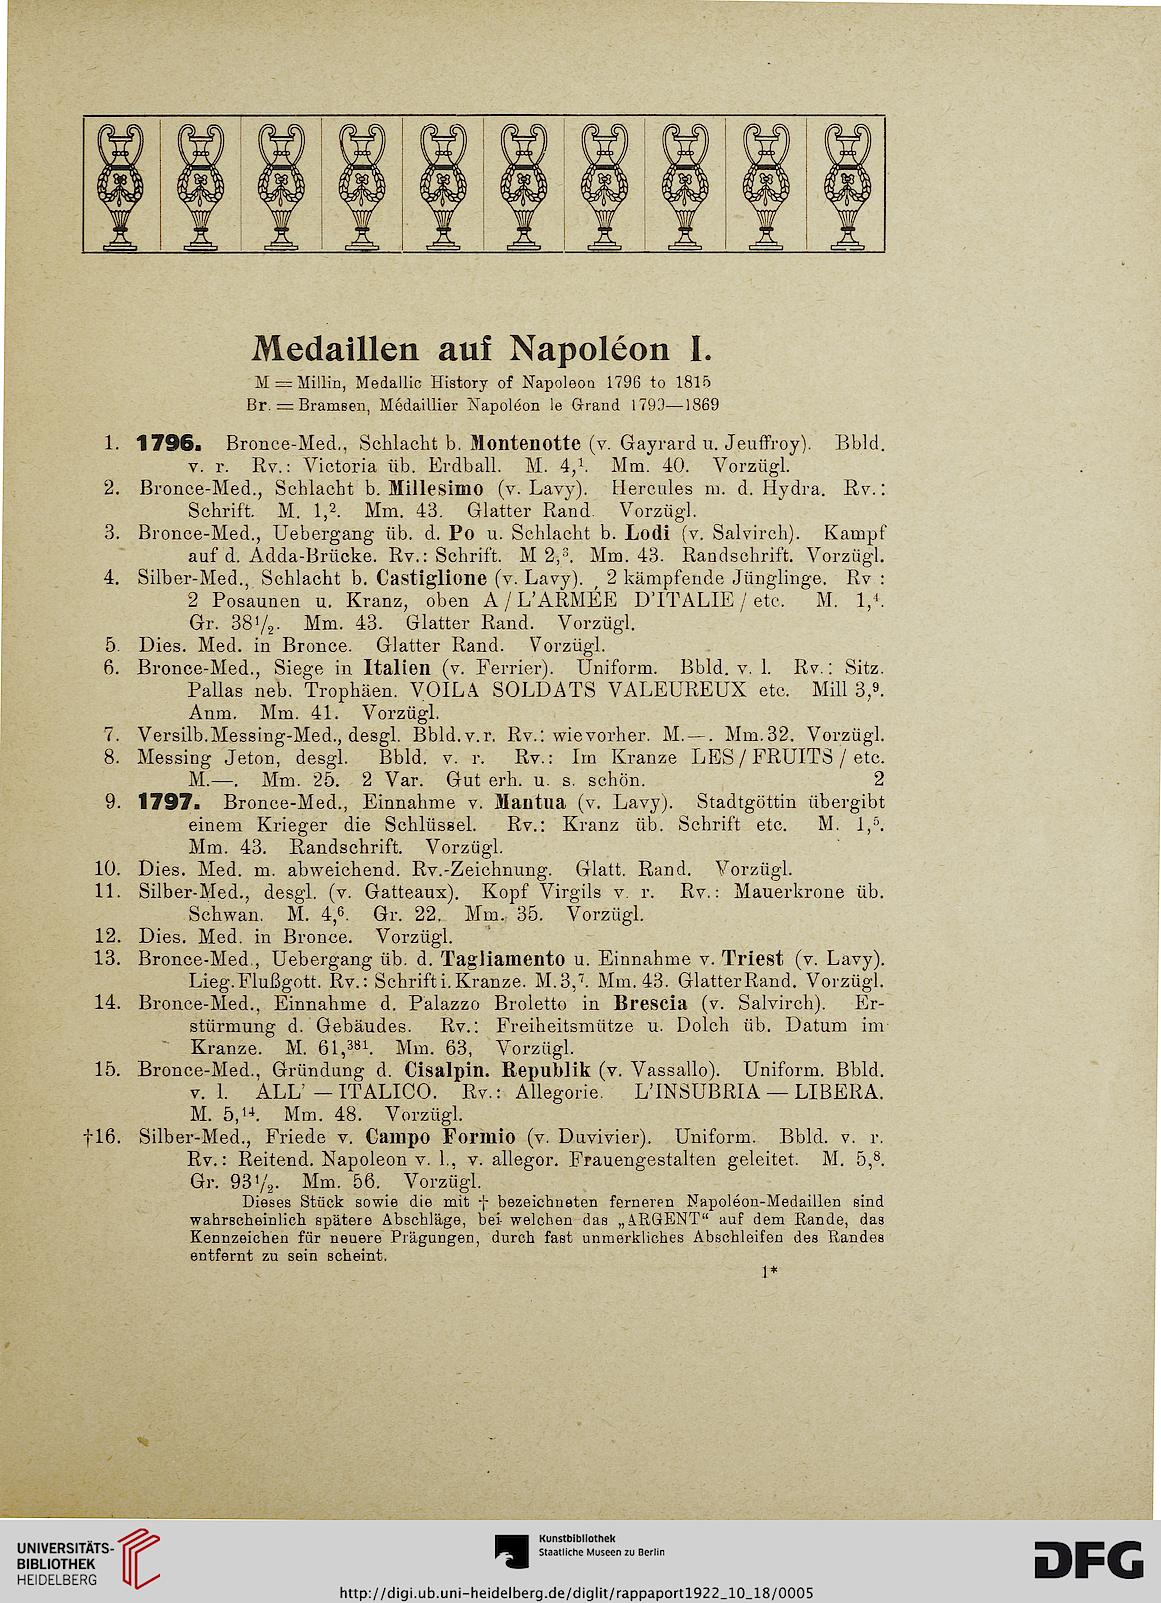 Medaillen auf Napoléon I.
M = Millin, Medallic History of Napoleon 1796 to 1815
Br. = Bramsen, Médaillier Napoléon le Grand 1799—1869
1. 1796. Bronce-Med., Schlacht b. Montenotte (v. Gayrard u. Jeuffroy). Bbld.
v. r. Rv.: Victoria üb. Erdball. M. 4,¹. Mm. 40. Vorzügl.
2. Bronce-Med., Schlacht b. Millesimo (v. Lavy). Hercules m. d. Hydra. Rv.:
Schrift. M. 1,². Mm. 43. Glatter Rand. Vorzügl.
3. Bronce-Med., Uebergang üb. d. Po u. Schlacht b. Lodi (v. Salvirch). Kampf
auf d. Adda-Brücke. Rv.: Schrift. M 2,³. Mm. 43. Randschrift. Vorzügl.
4. Silber-Med., Schlacht b. Castiglione (v. Lavy). 2 kämpfende Jünglinge. Rv :
2 Posaunen u. Kranz, oben A / L'ARMÉE D'ITALIE / etc. M. 1,⁴.
Gr. 38¹/₂. Mm. 43. Glatter Rand. Vorzügl.
5. Dies. Med. in Bronce. Glatter Rand. Vorzügl.
6. Bronce-Med., Siege in Italien (v. Ferrier). Uniform. Bbld. v. l. Rv.: Sitz.
Pallas neb. Trophäen. VOILA SOLDATS VALEUREUX etc. Mill 3,⁹.
Anm. Mm. 41. Vorzügl.
7. Versilb. Messing-Med., desgl. Bbld. v. r. Rv.: wie vorher. M.—. Mm. 32. Vorzügl.
8. Messing Jeton, desgl. Bbld. v. r. Rv.: Im Kranze LES / FRUITS / etc.
M.—. Mm. 25. 2 Var. Gut erh. u. s. schön. 2
9. 1797. Bronce-Med., Einnahme v. Mantua (v. Lavy). Stadtgöttin übergibt
einem Krieger die Schlüssel. Rv.: Kranz üb. Schrift etc. M. 1,⁵.
Mm. 43. Randschrift. Vorzügl.
10. Dies. Med. m. abweichend. Rv.-Zeichnung. Glatt. Rand. Vorzügl.
11. Silber-Med., desgl. (v. Gatteaux). Kopf Virgils v. r. Rv.: Mauerkrone üb.
Schwan. M. 4,⁶. Gr. 22. Mm. 35. Vorzügl.
12. Dies. Med. in Bronce. Vorzügl.
13. Bronce-Med., Uebergang üb. d. Tagliamento u. Einnahme v. Triest (v. Lavy).
Lieg. Flußgott. Rv.: Schrift i. Kranze. M. 3,⁷. Mm. 43. Glatter Rand. Vorzügl.
14. Bronce-Med., Einnahme d. Palazzo Broletto in Brescia (v. Salvirch). Er-
stürmung d. Gebäudes. Rv.: Freiheitsmütze u. Dolch üb. Datum im
Kranze. M. 61,³⁸¹. Mm. 63, Vorzügl.
15. Bronce-Med., Gründung d. Cisalpin. Republik (v. Vassallo). Uniform. Bbld.
v. l. ALL' — ITALICO. Rv.: Allegorie. L'INSUBRIA — LIBERA.
M. 5,¹⁴. Mm. 48. Vorzügl.
†16. Silber-Med., Friede v. Campo Formio (v. Duvivier). Uniform. Bbld. v. r.
Rv.: Reitend. Napoleon v. l., v. allegor. Frauengestalten geleitet. M. 5,⁸.
Gr. 93¹/₂. Mm. 56. Vorzügl.
Dieses Stück sowie die mit † bezeichneten ferneren Napoléon-Medaillen sind
wahrscheinlich spätere Abschläge, bei welchen das „ARGENT“ auf dem Rande, das
Kennzeichen für neuere Prägungen, durch fast unmerkliches Abschleifen des Randes
entfernt zu sein scheint.
1*
UNIVERSITÄTS-
BIBLIOTHEK
HEIDELBERG
Kunstbibliothek
Staatliche Museen zu Berlin
DFG
http://digi.ub.uni-heidelberg.de/diglit/rappaport1922_10_18/0005